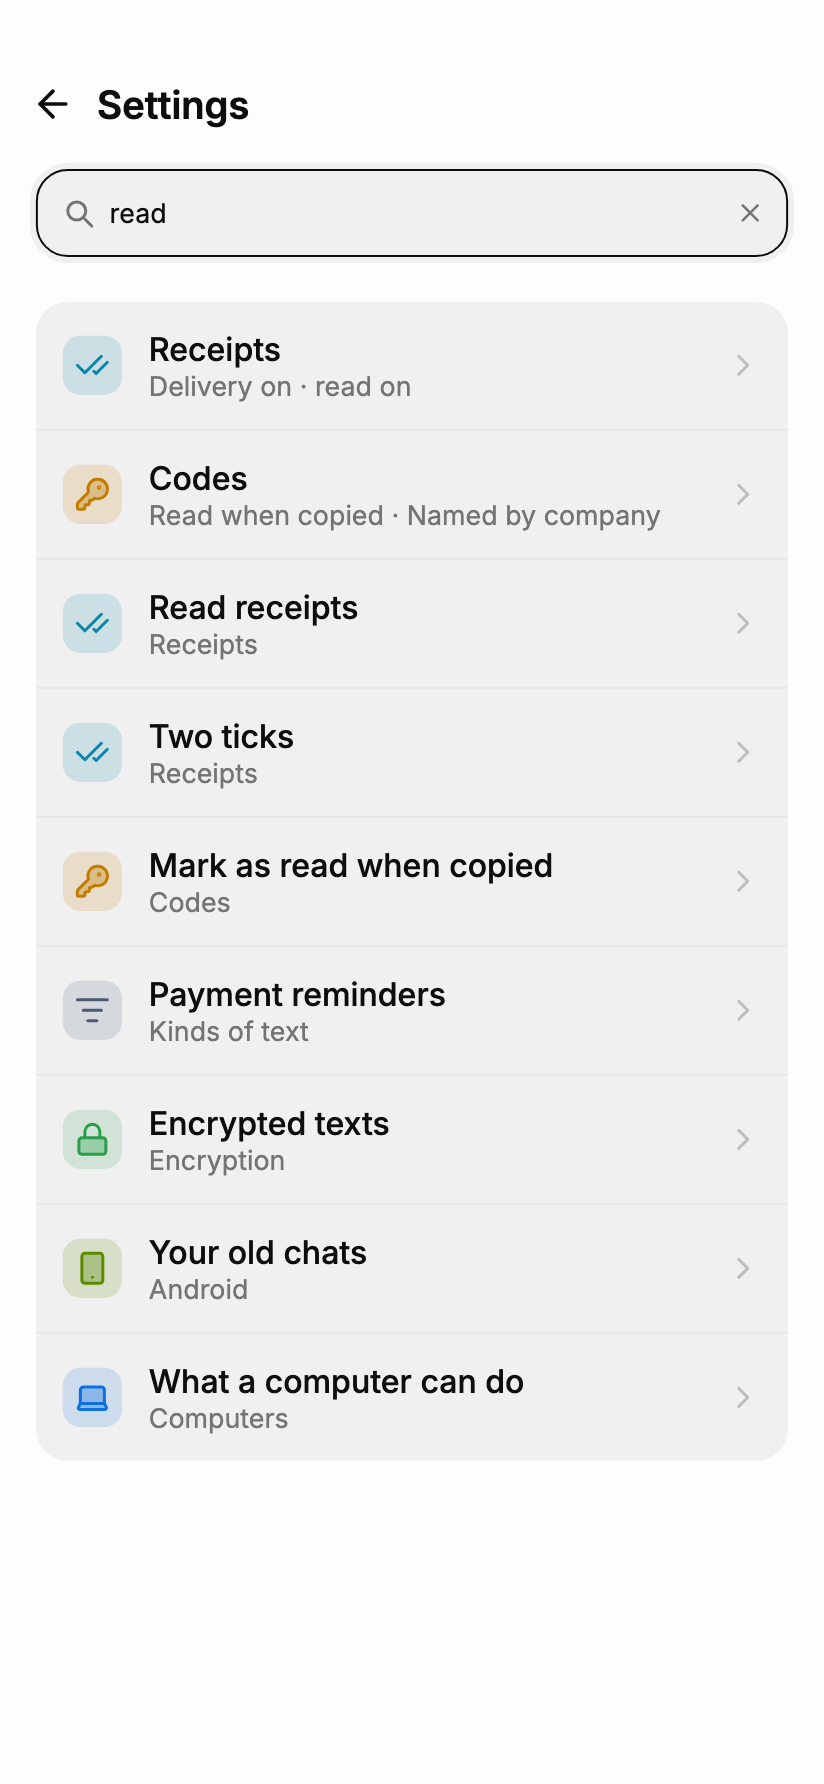 Settings
read
Receipts
Delivery on · read on
Codes
Read when copied · Named by company
Read receipts
Receipts
Two ticks
Receipts
Mark as read when copied
Codes
Payment reminders
Kinds of text
Encrypted texts
Encryption
Your old chats
Android
What a computer can do
Computers